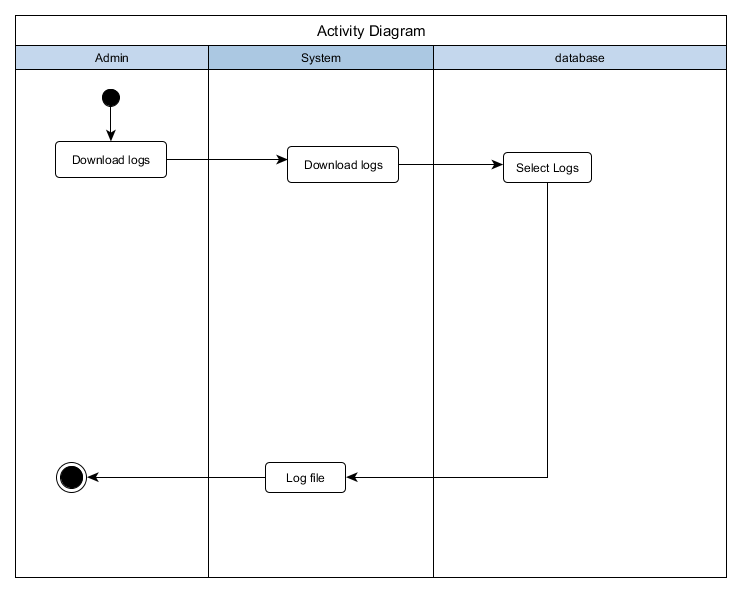 Activity Diagram
Admin
System
database
Download logs
Download logs
Select Logs
Log file